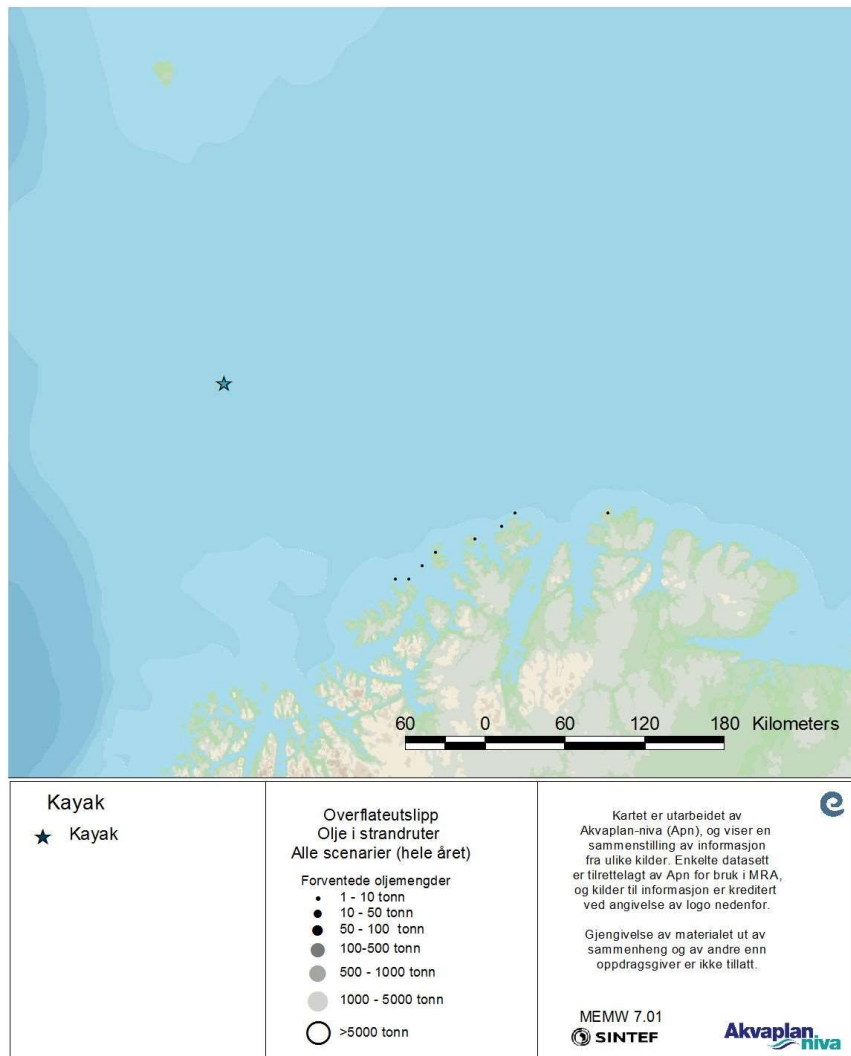 60 0 60 120 180 Kilometers
Kayak
Kayak
Overflateutslipp
Olje i strandruter
Alle scenarier (hele året)
Forventede oljemengder
1 - 10 tonn
10 - 50 tonn
50 - 100 tonn
100-500 tonn
500 - 1000 tonn
1000 - 5000 tonn
>5000 tonn
Kartet er utarbeidet av
Akvaplan-niva (Apn), og viser en
sammenstilling av informasjon
fra ulike kilder. Enkelte datasett
er tilrettelagt av Apn for bruk i MRA,
og kilder til informasjon er kreditert
ved angivelse av logo nedenfor.
Gjengivelse av materialet ut av
sammenheng og av andre enn
oppdragsgiver er ikke tillatt.
MEMW 7.01
SINTEF
Akvaplan
niva